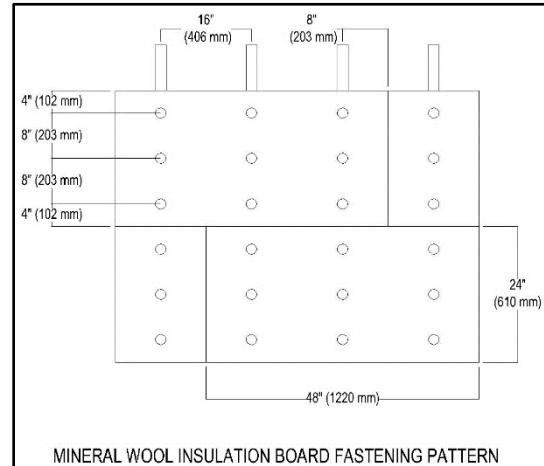 16"
(406 mm)
8"
(203 mm)
4" (102 mm)
8" (203 mm)
8" (203 mm)
4" (102 mm)
24"
(610 mm)
48" (1220 mm)
MINERAL WOOL INSULATION BOARD FASTENING PATTERN